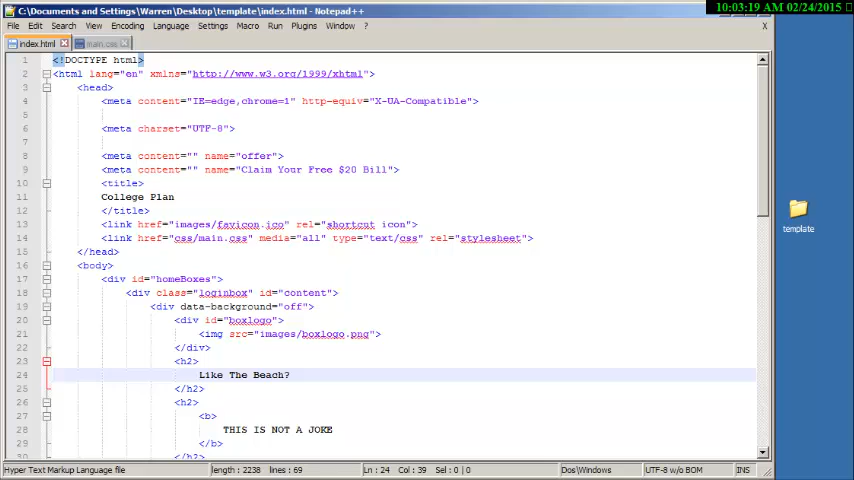 10:03:19 AM 02/24/2015
C:\Documents and Settings\Warren\Desktop\template\index.html - Notepad++
File Edit Search View Encoding Language Settings Macro Run Plugins Window ? X
index.html main.css
1 <!DOCTYPE html>
2 <html lang="en" xmlns="http://www.w3.org/1999/xhtml">
3 <head>
4 <meta content="IE=edge,chrome=1" http-equiv="X-UA-Compatible">
5
6 <meta charset="UTF-8">
7
8 <meta content="" name="offer">
9 <meta content="" name="Claim Your Free $20 Bill">
10 <title>
11 College Plan
12 </title>
13 <link href="images/favicon.ico" rel="shortcut icon">
14 <link href="css/main.css" media="all" type="text/css" rel="stylesheet">
15 </head>
16 <body>
17 <div id="homeBoxes">
18 <div class="loginbox" id="content">
19 <div data-background="off">
20 <div id="boxlogo">
21 <img src="images/boxlogo.png">
22 </div>
23 <h2>
24 Like The Beach?
25 </h2>
26 <h2>
27 <b>
28 THIS IS NOT A JOKE
29 </b>
30 </h2>
template
Hyper Text Markup Language file length : 2238 lines : 69 Ln : 24 Col : 39 Sel : 0 | 0 Dos\Windows UTF-8 w/o BOM INS